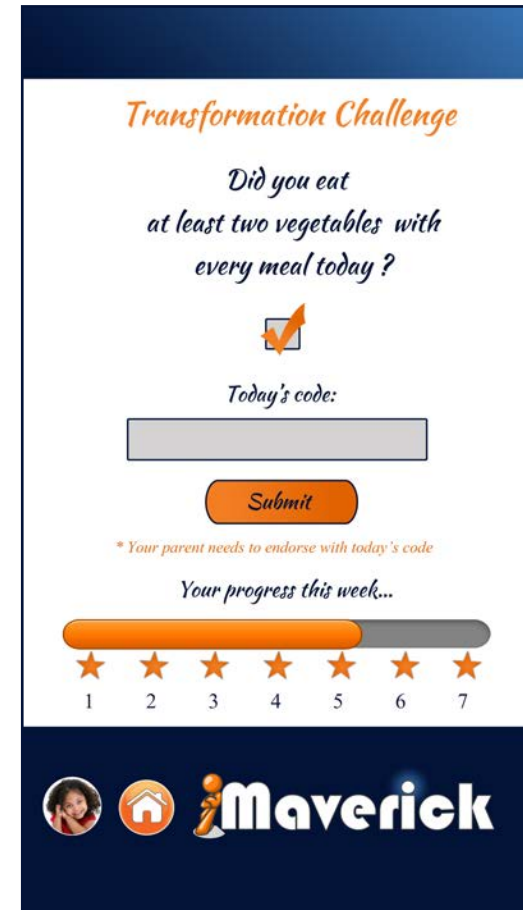 Transformation Challenge
Did you eat
at least two vegetables with
every meal today ?
Today's code:
Submit
* Your parent needs to endorse with today's code
Your progress this week...
1 2 3 4 5 6 7
iMaverick